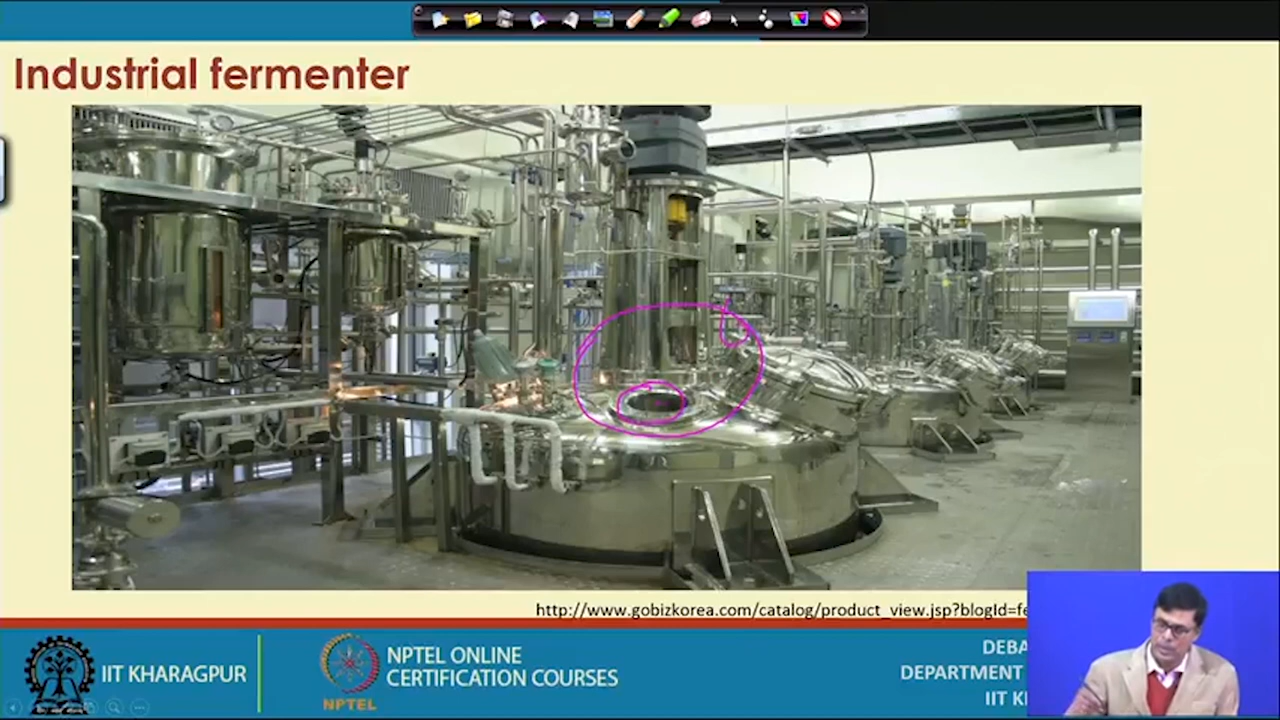 Industrial fermenter
http://www.gobizkorea.com/catalog/product_view.jsp?blogId=fe
IIT KHARAGPUR
NPTEL
NPTEL ONLINE
CERTIFICATION COURSES
DEBA
DEPARTMENT
IIT K